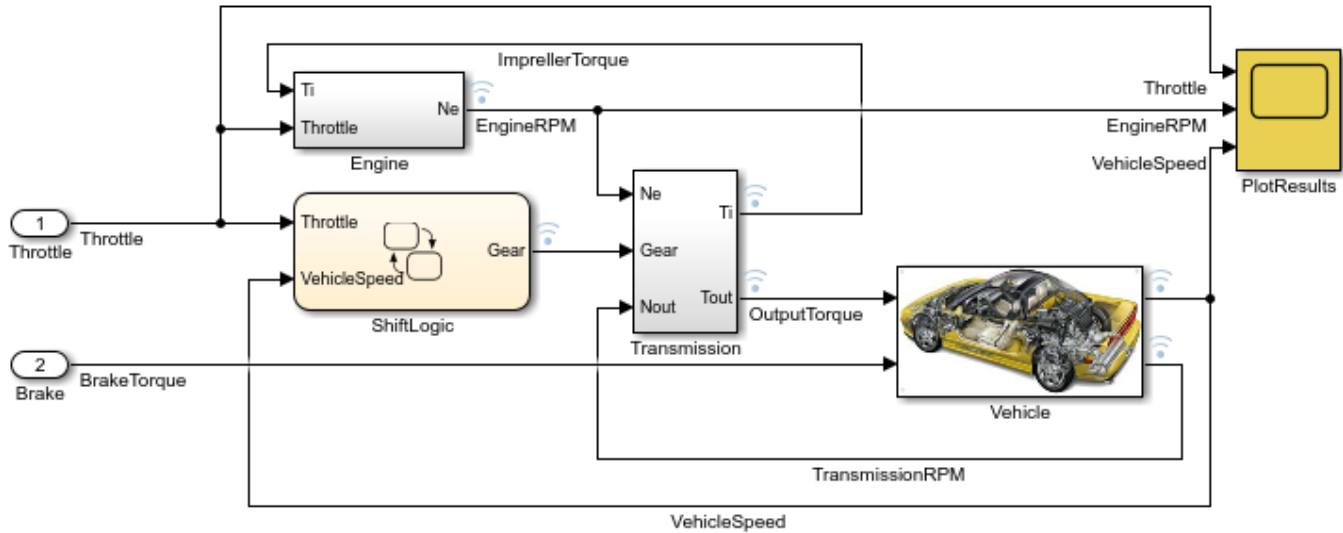 ImprellerTorque
Ti
Throttle
Ne
EngineRPM
Engine
Throttle
EngineRPM
VehicleSpeed
PlotResults
1
Throttle
Throttle
Throttle
VehicleSpeed
Gear
ShiftLogic
Ne
Gear
Nout
Ti
Tout
Transmission
OutputTorque
2
Brake
BrakeTorque
Vehicle
TransmissionRPM
VehicleSpeed